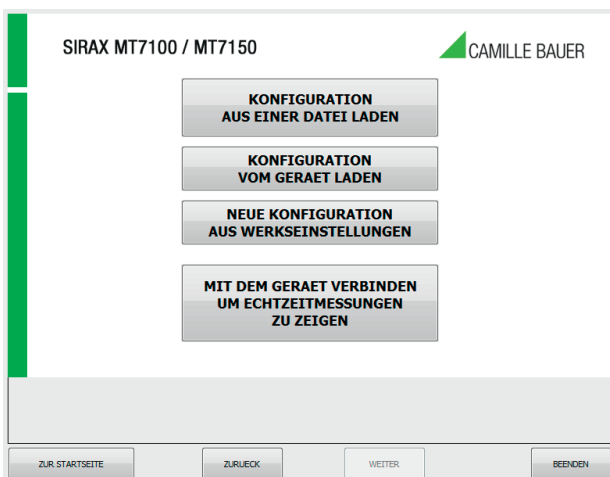 SIRAX MT7100 / MT7150
CAMILLE BAUER
KONFIGURATION
AUS EINER DATEI LADEN
KONFIGURATION
VOM GERAET LADEN
NEUE KONFIGURATION
AUS WERKSEINSTELLUNGEN
MIT DEM GERAET VERBINDEN
UM ECHTZEITMESSUNGEN
ZU ZEIGEN
ZUR STARTSEITE
ZURUECK
WEITER
BEENDEN